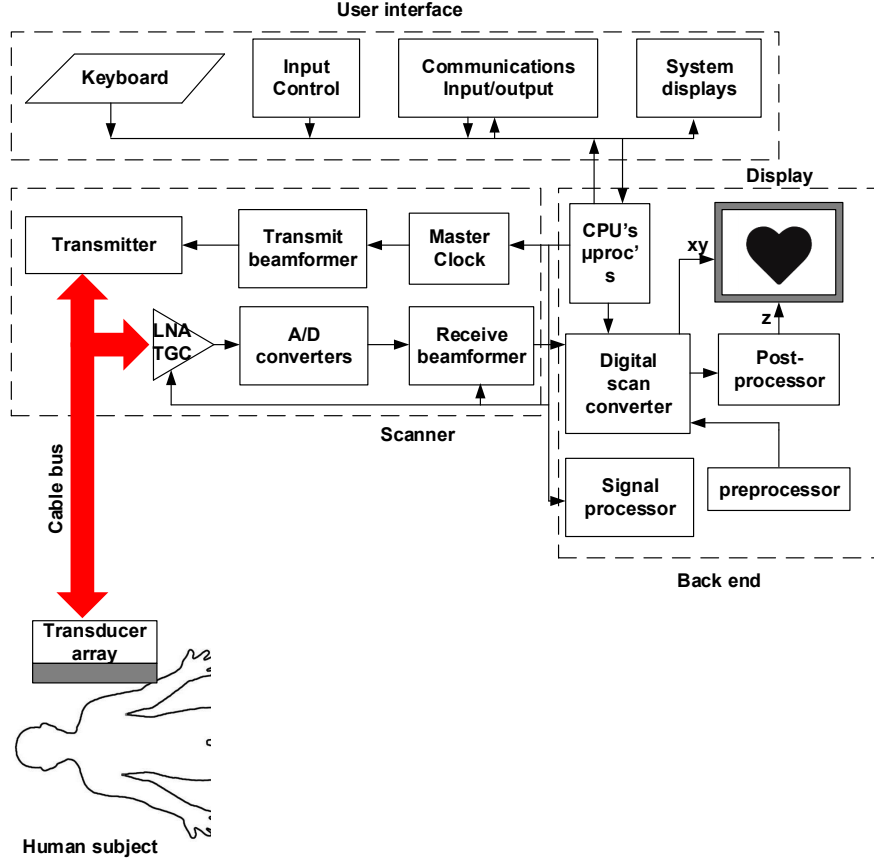 User interface
Keyboard
Input
Control
Communications
Input/output
System
displays
Display
Transmitter
Transmit
beamformer
Master
Clock
CPU's
µproc's
s
xy
LNA
TGC
A/D
converters
Receive
beamformer
Digital
scan
converter
z
Post-
processor
Scanner
Signal
processor
preprocessor
Back end
Cable bus
Transducer
array
Human subject